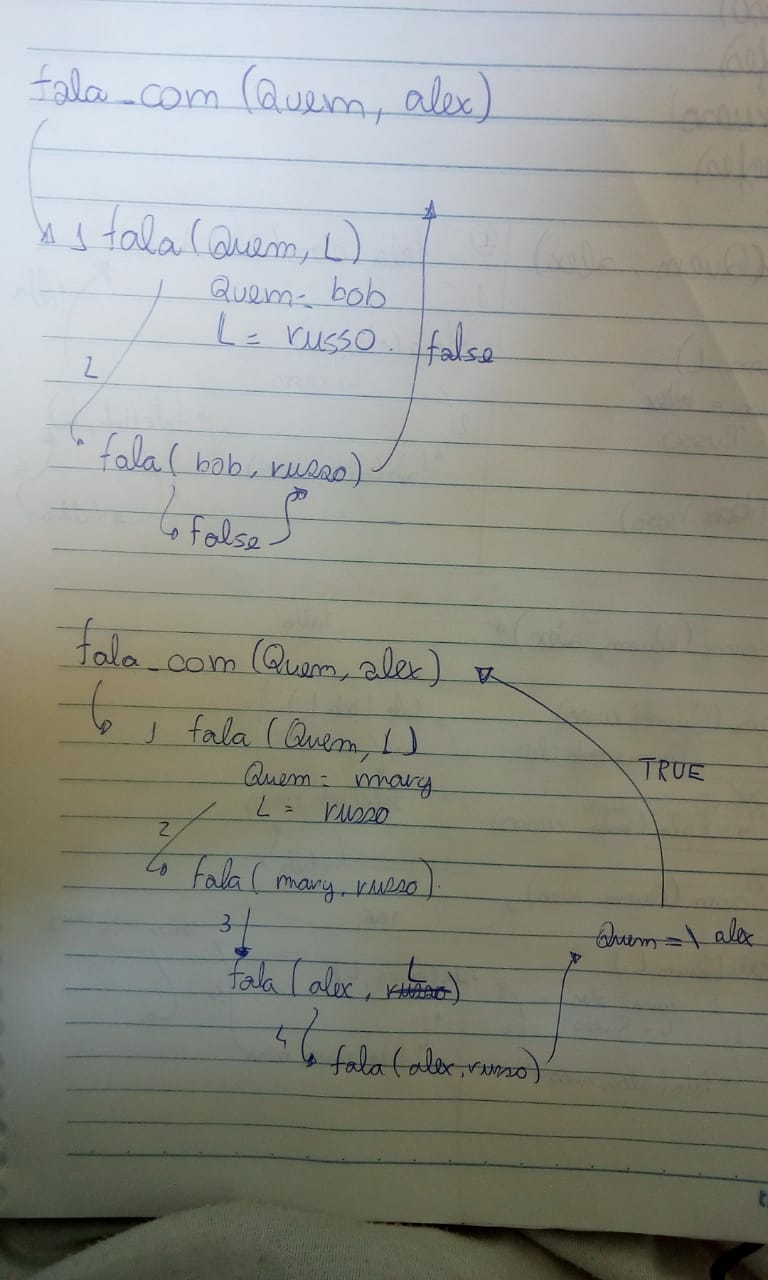 fala_com (Quem, alex)
1 fala (Quem, L)
Quem = bob
L = russo.
false
2
fala ( bob, russo)
false
fala_com (Quem, alex)
1 fala (Quem, L)
TRUE
Quem = mary
L = russo
2
fala ( mary, russo).
3
Quem =\ alex
L
fala ( alex, russo)
4
fala (alex, russo)